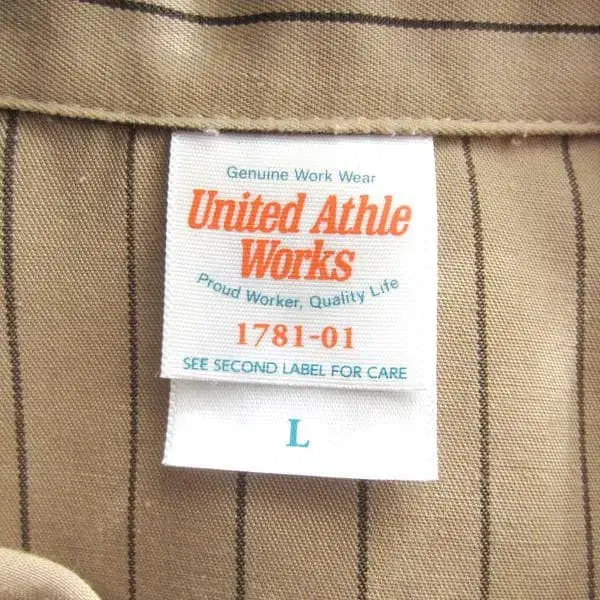 Genuine Work Wear
United Athle
Works
Proud Worker, Quality Life
1781-01
SEE SECOND LABEL FOR CARE
L